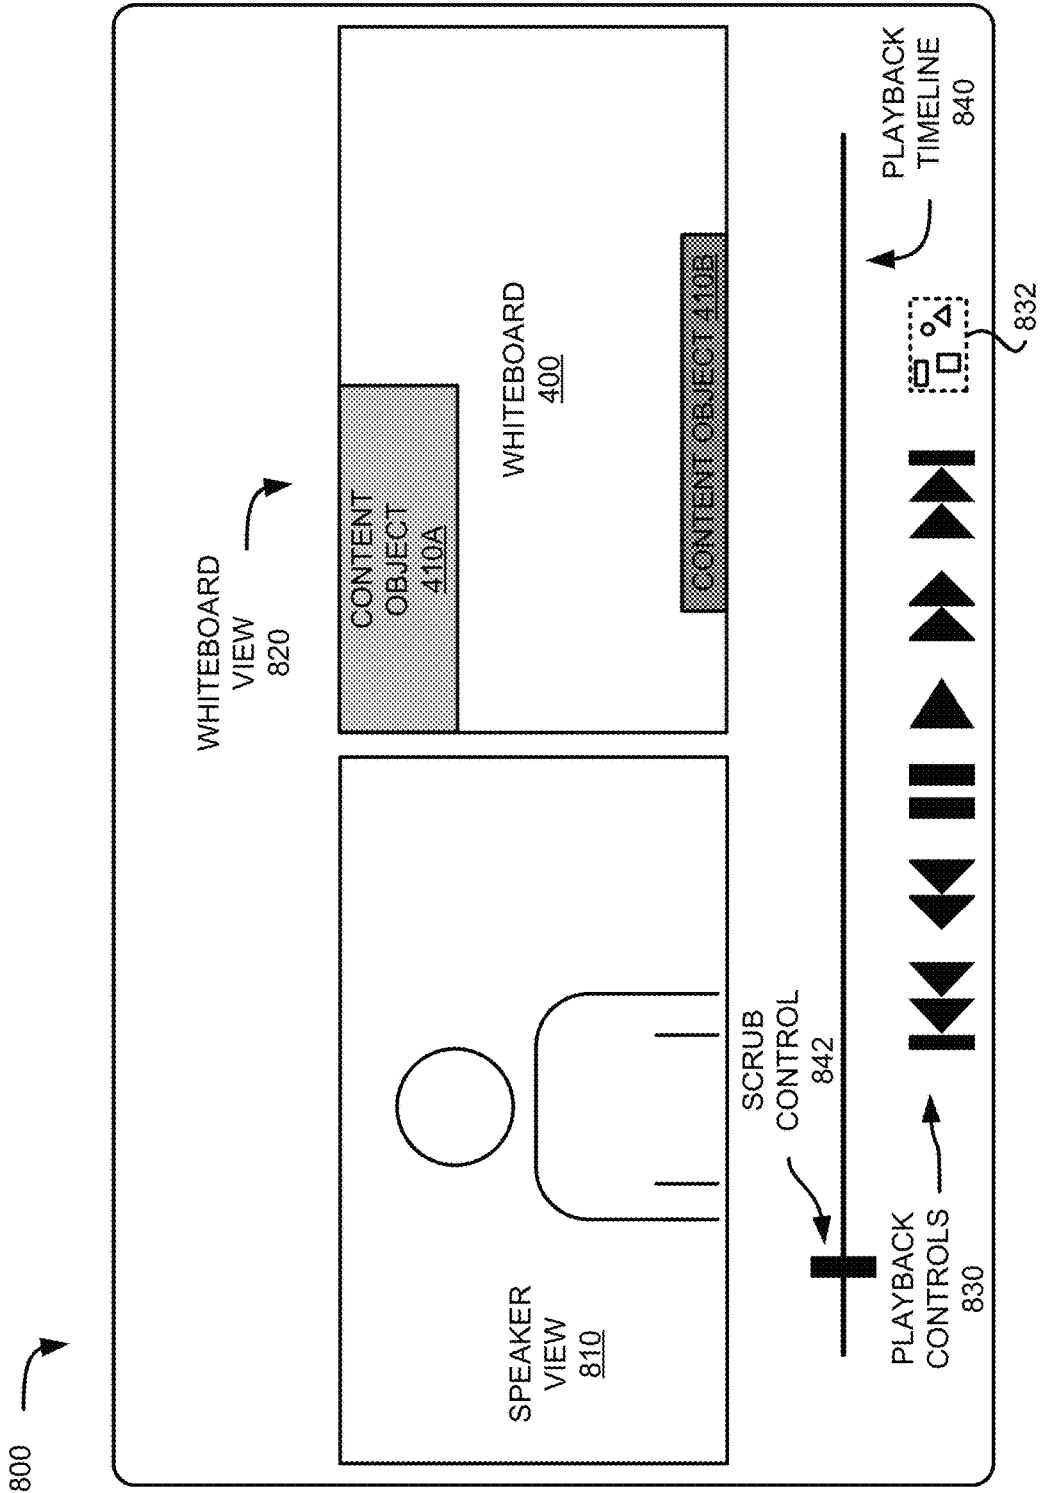 800
WHITEBOARD
VIEW
820
SPEAKER
VIEW
810
CONTENT
OBJECT
410A
WHITEBOARD
400
CONTENT OBJECT 410B
SCRUB
CONTROL
842
PLAYBACK
TIMELINE
840
PLAYBACK
CONTROLS
830
832